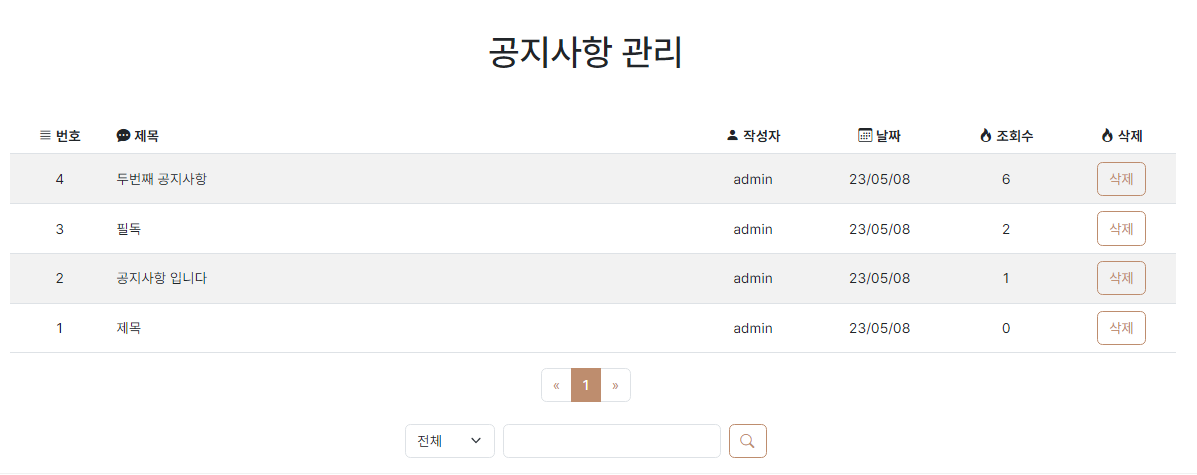 공지사항 관리
번호 제목 작성자 날짜 조회수 삭제
4 두번째 공지사항 admin 23/05/08 6 삭제
3 필독 admin 23/05/08 2 삭제
2 공지사항 입니다 admin 23/05/08 1 삭제
1 제목 admin 23/05/08 0 삭제
« 1 »
전체